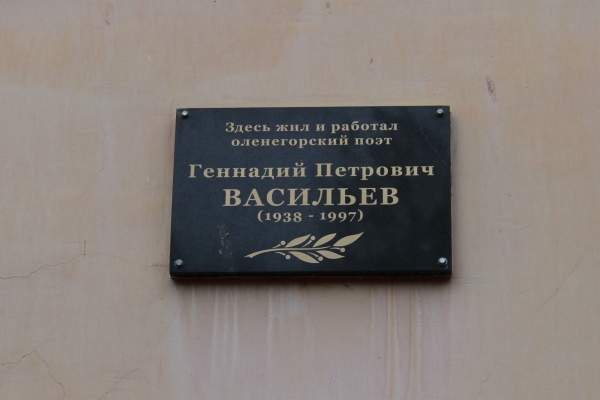 Здесь жил и работал
оленегорский поэт
Геннадий Петрович
ВАСИЛЬЕВ
(1938 - 1997)